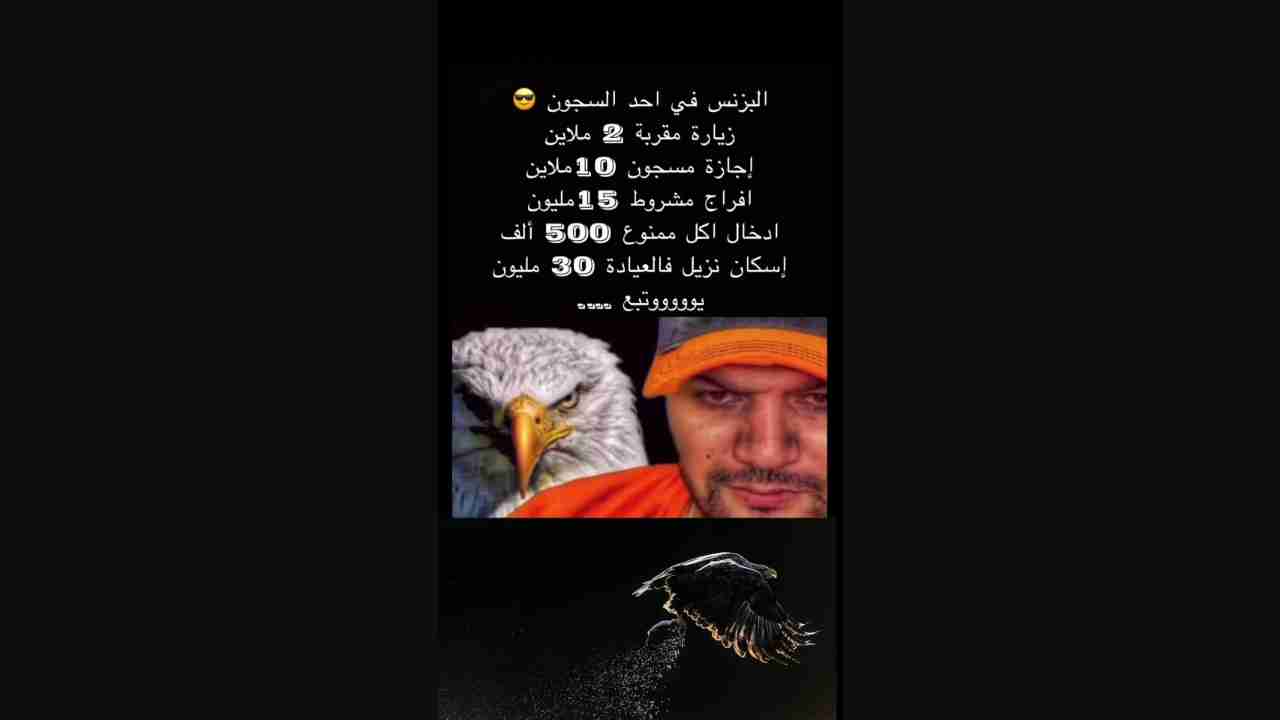 البزنس في احد السجون 😎
زيارة مقربة 2 ملاين
إجازة مسجون 10ملاين
افراج مشروط 15مليون
ادخال اكل ممنوع 500 ألف
إسكان نزيل فالعيادة 30 مليون
يوووووتبع ....